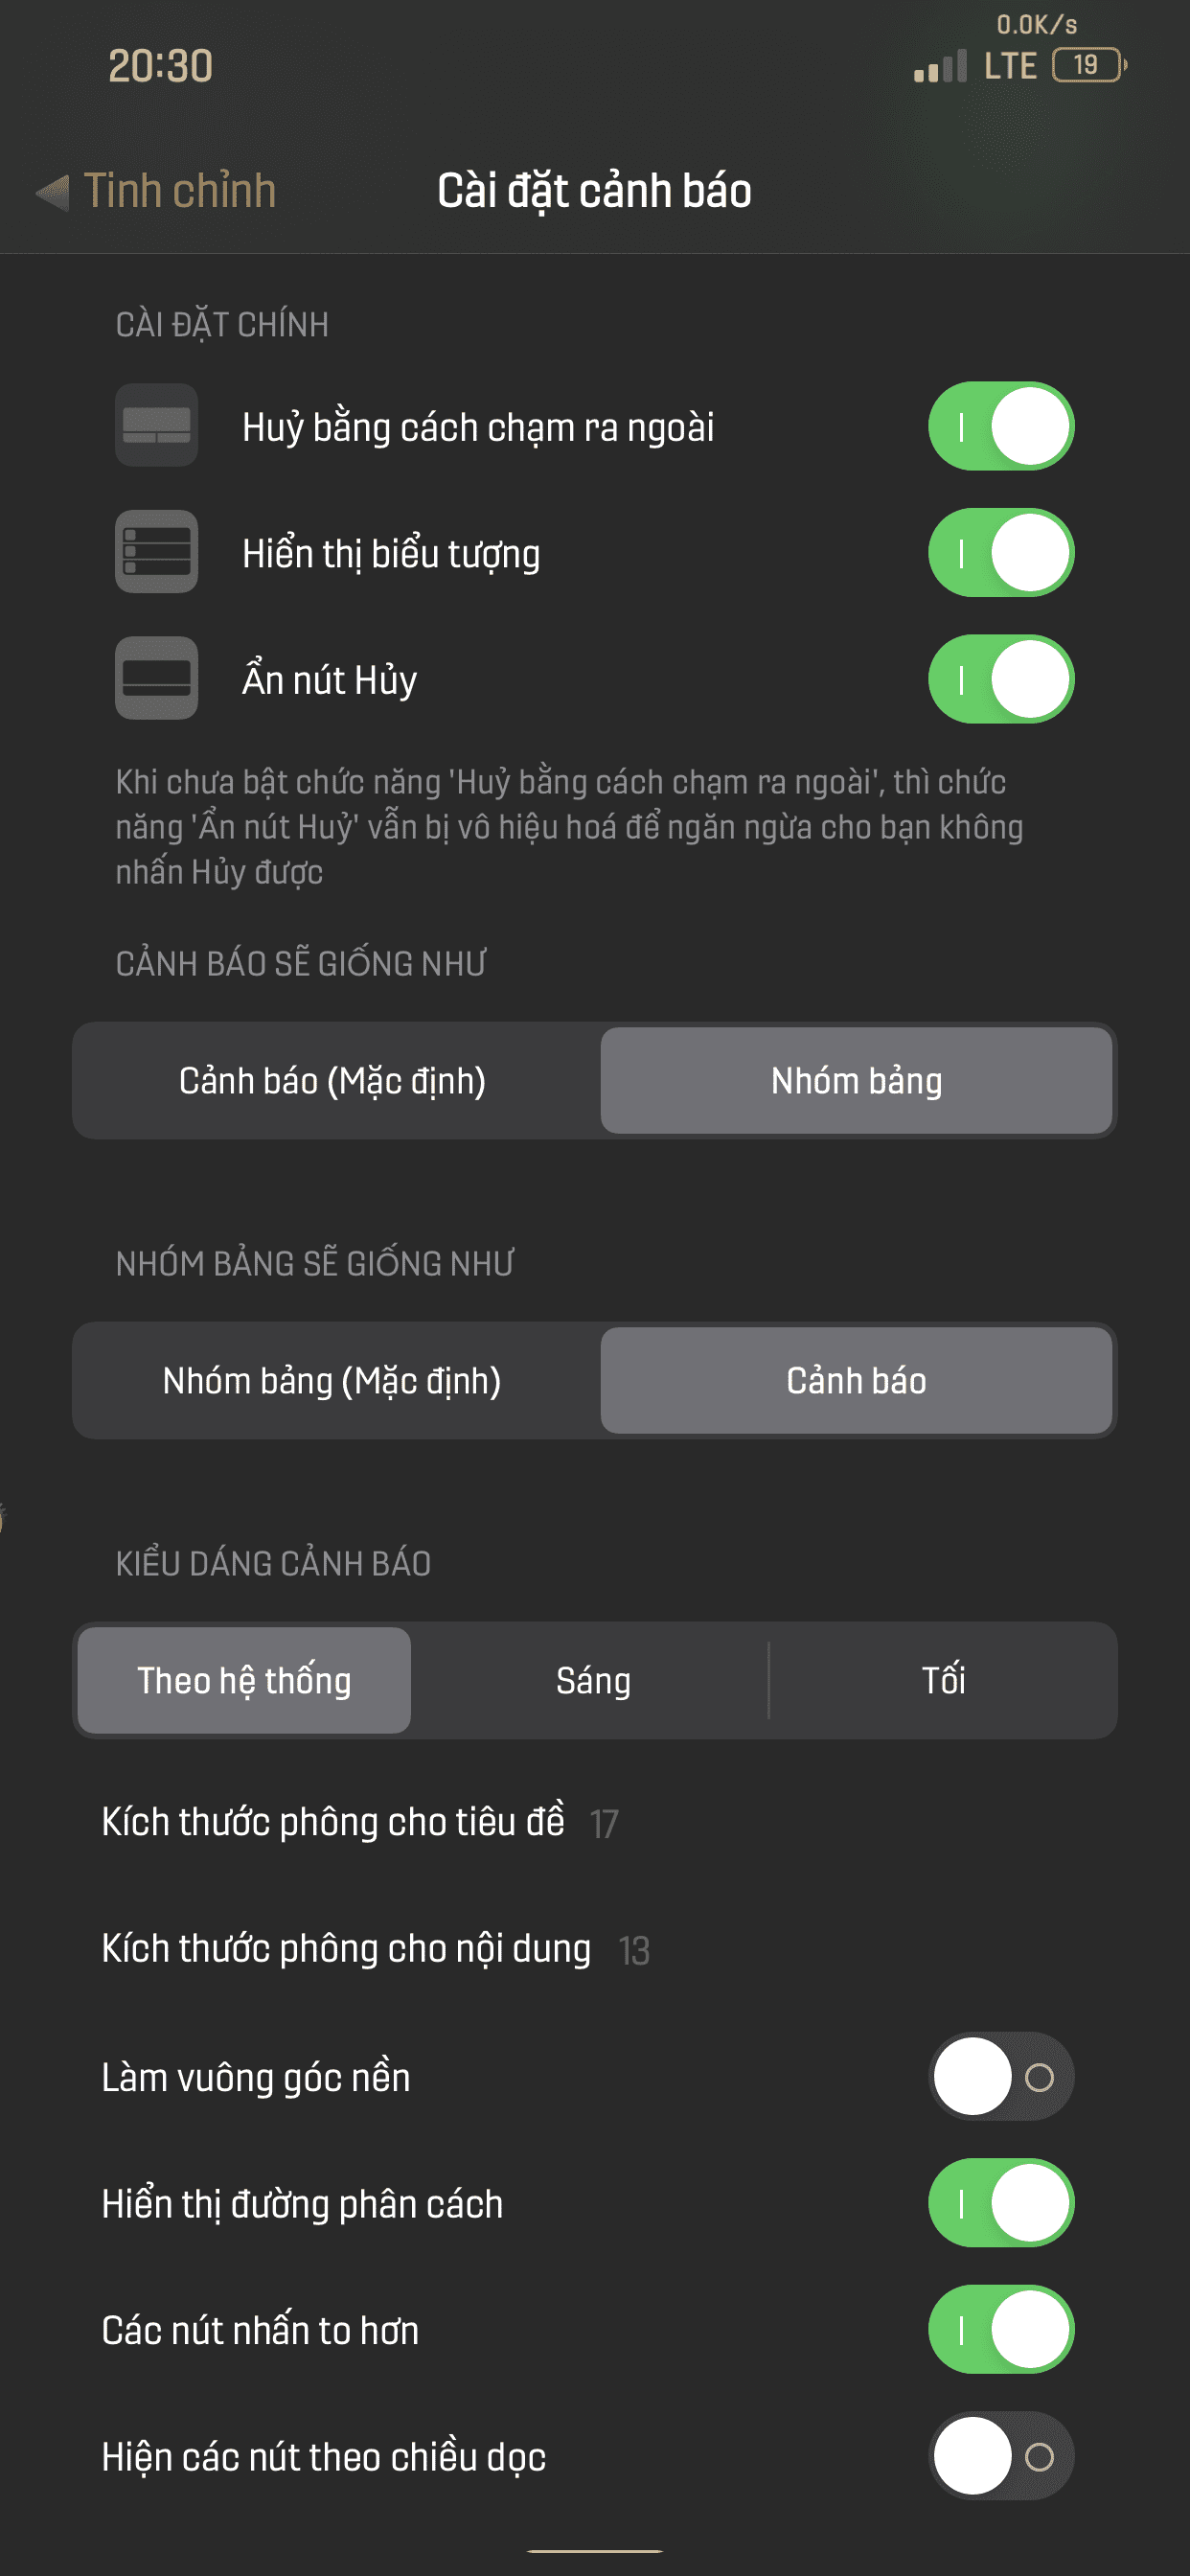 0.0K/s
20:30 LTE 19
Tinh chỉnh Cài đặt cảnh báo
CÀI ĐẶT CHÍNH
Huỷ bằng cách chạm ra ngoài
Hiển thị biểu tượng
Ẩn nút Hủy
Khi chưa bật chức năng 'Huỷ bằng cách chạm ra ngoài', thì chức
năng 'Ẩn nút Huỷ' vẫn bị vô hiệu hoá để ngăn ngừa cho bạn không
nhấn Hủy được
CẢNH BÁO SẼ GIỐNG NHƯ
Cảnh báo (Mặc định) Nhóm bảng
NHÓM BẢNG SẼ GIỐNG NHƯ
Nhóm bảng (Mặc định) Cảnh báo
KIỂU DÁNG CẢNH BÁO
Theo hệ thống Sáng Tối
Kích thước phông cho tiêu đề 17
Kích thước phông cho nội dung 13
Làm vuông góc nền
Hiển thị đường phân cách
Các nút nhấn to hơn
Hiện các nút theo chiều dọc